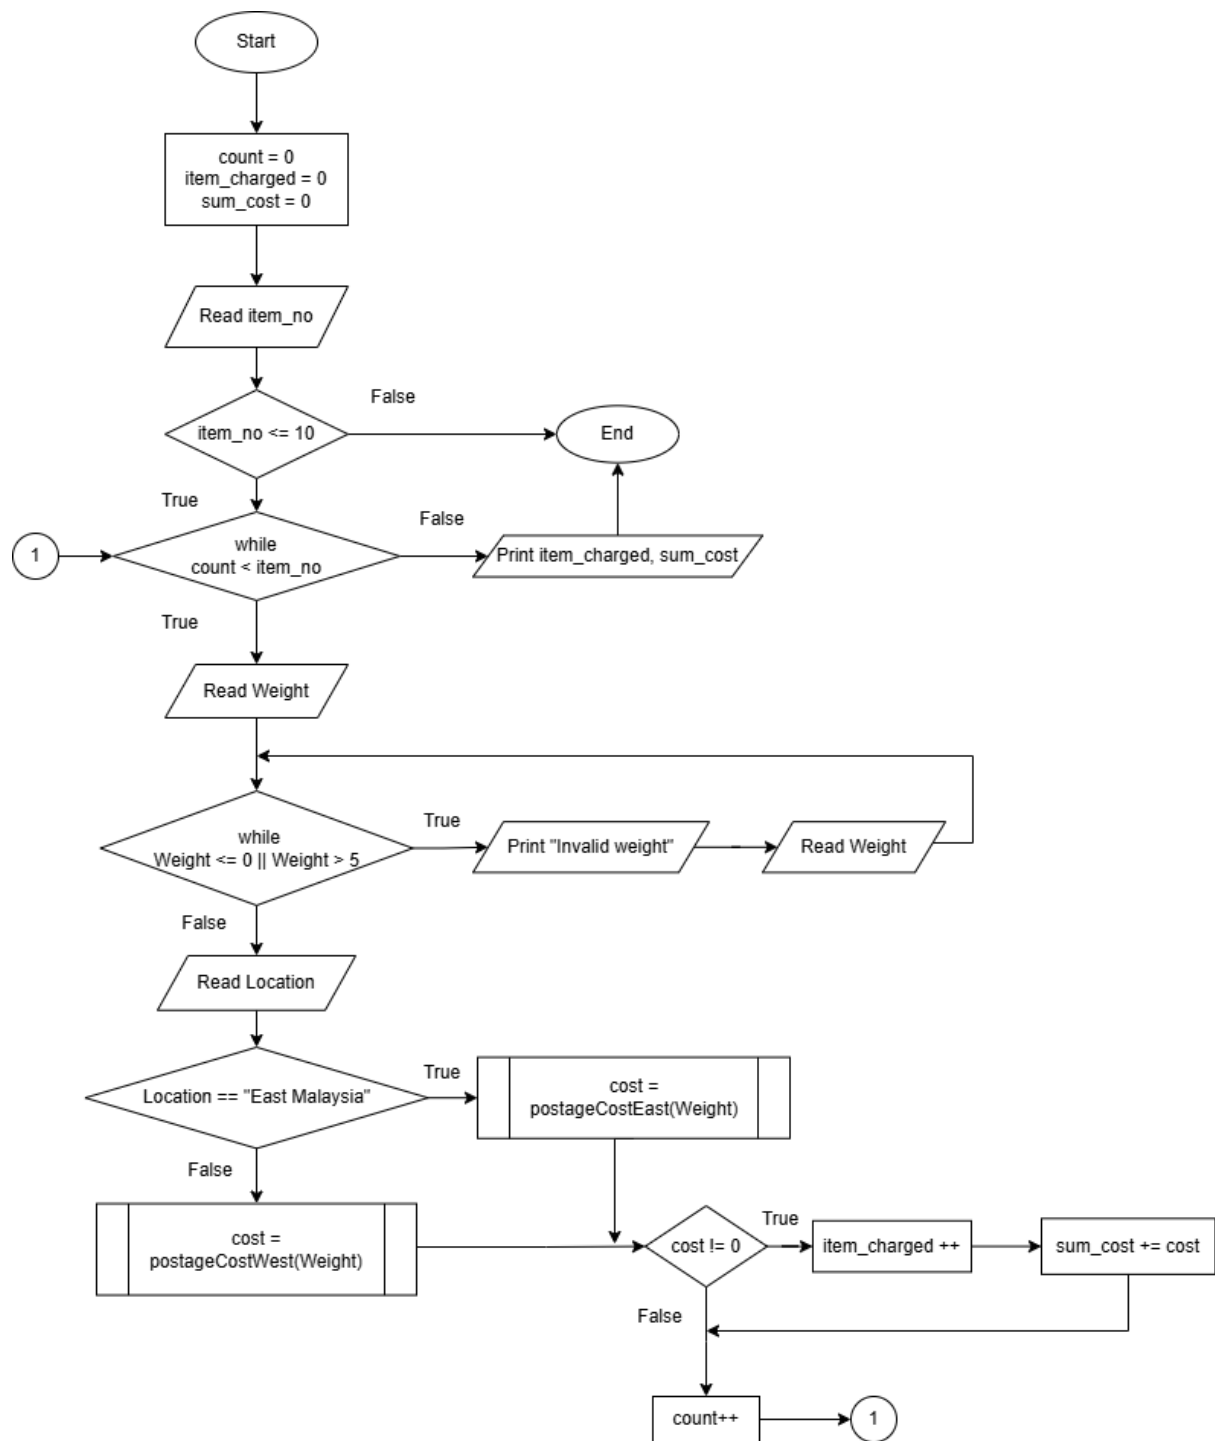 Start
count = 0
item_charged = 0
sum_cost = 0
Read item_no
False
item_no <= 10
End
True
False
1
while
count < item_no
Print item_charged, sum_cost
True
Read Weight
True
while
Weight <= 0 || Weight > 5
Print "Invalid weight"
Read Weight
False
Read Location
True
Location == "East Malaysia"
cost =
postageCostEast(Weight)
False
cost =
postageCostWest(Weight)
True
cost != 0
item_charged ++
sum_cost += cost
False
count++
1